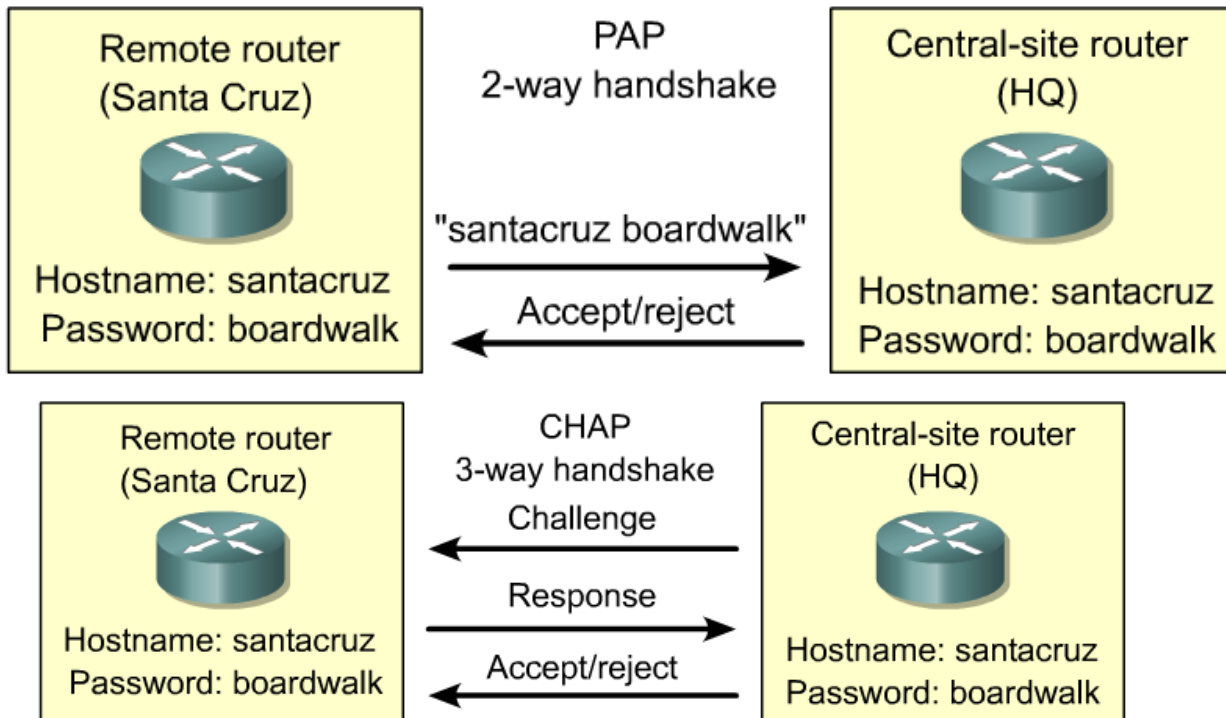 Remote router
(Santa Cruz)
Hostname: santacruz
Password: boardwalk
PAP
2-way handshake
"santacruz boardwalk"
Accept/reject
Central-site router
(HQ)
Hostname: santacruz
Password: boardwalk
Remote router
(Santa Cruz)
Hostname: santacruz
Password: boardwalk
CHAP
3-way handshake
Challenge
Response
Accept/reject
Central-site router
(HQ)
Hostname: santacruz
Password: boardwalk